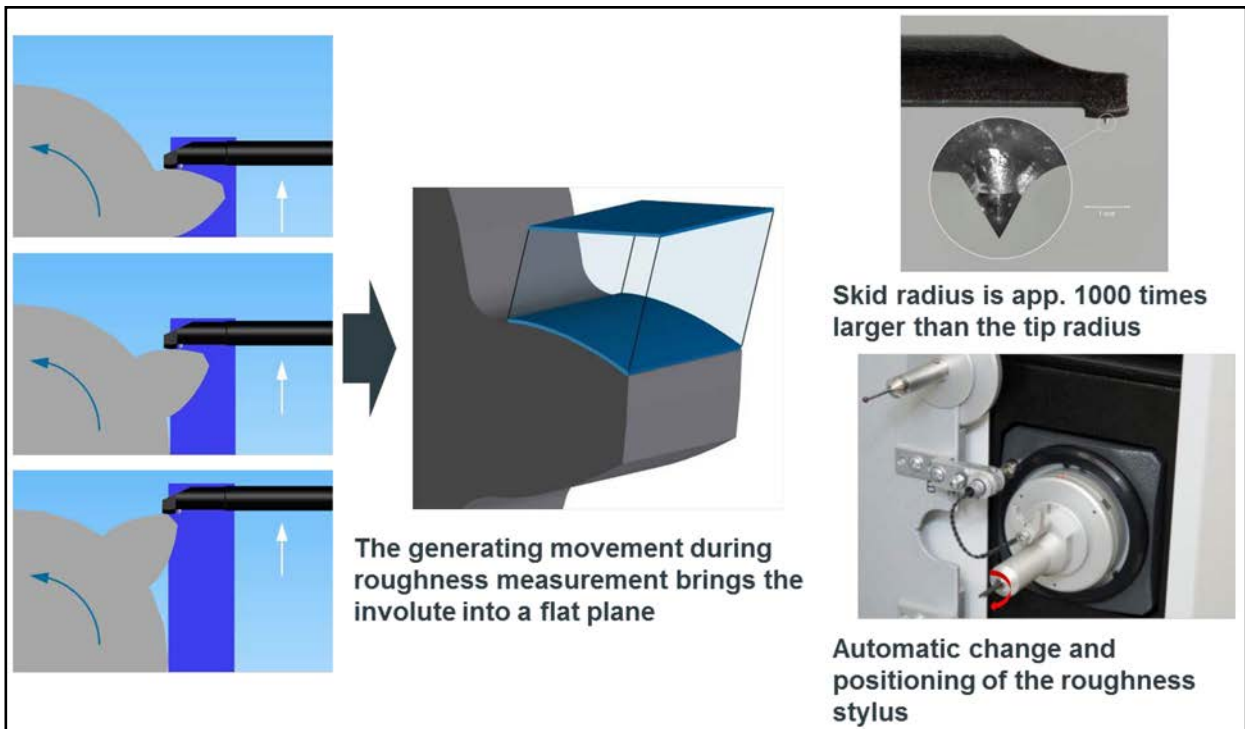 The generating movement during
roughness measurement brings the
involute into a flat plane
Skid radius is app. 1000 times
larger than the tip radius
Automatic change and
positioning of the roughness
stylus